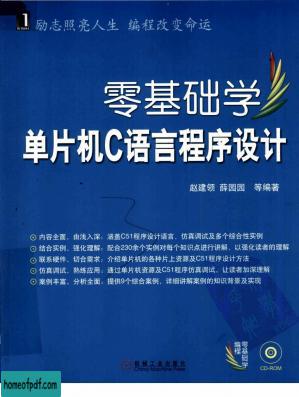 励志照亮人生 编程改变命运
零基础学
单片机C语言程序设计
赵建领 薛园园 等编著
内容全面，由浅入深：涵盖C51程序设计语言、仿真调试及多个综合性实例
结合实例，强化理解：配合230余个实例对每个知识点进行讲解，以强化读者的理解
联系硬件，切合需求：介绍单片机的各种片上资源及C51程序设计方法
仿真调试，熟练应用：通过单片机资源及C51程序仿真调试，让读者加深理解
案例丰富，分析全面：提供9个综合案例，详细讲解案例的知识背景及实现
零基础学
编程
CD-ROM
机械工业出版社
homeofpdf.com
homeofpdf.com